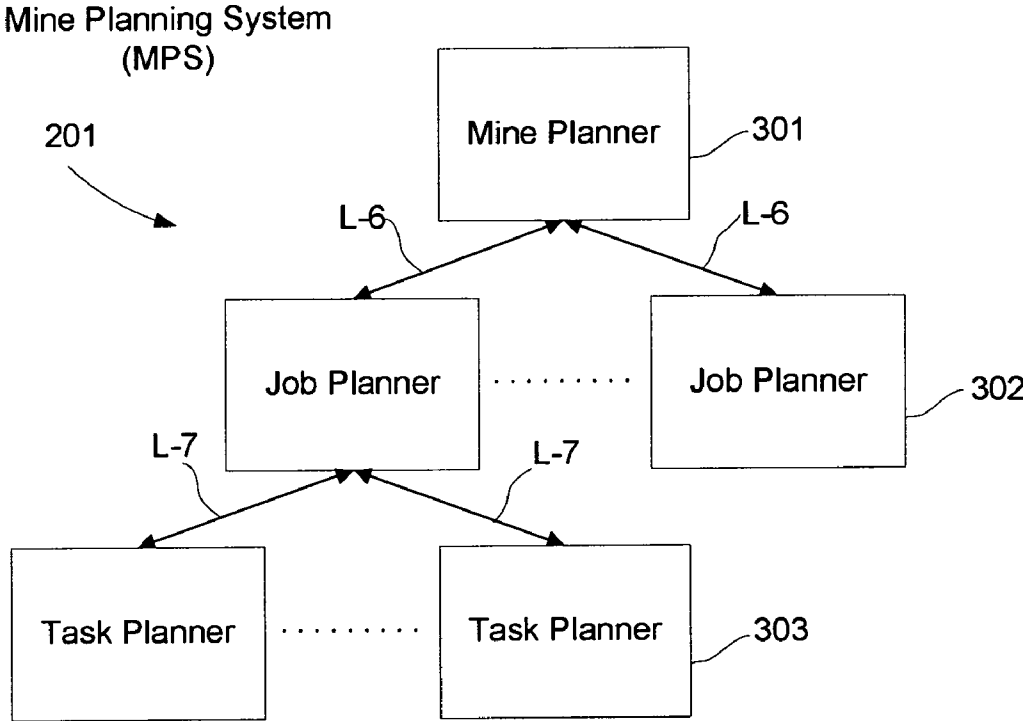 Mine Planning System
(MPS)
201
Mine Planner
301
L-6
L-6
Job Planner
Job Planner
302
L-7
L-7
Task Planner
Task Planner
303